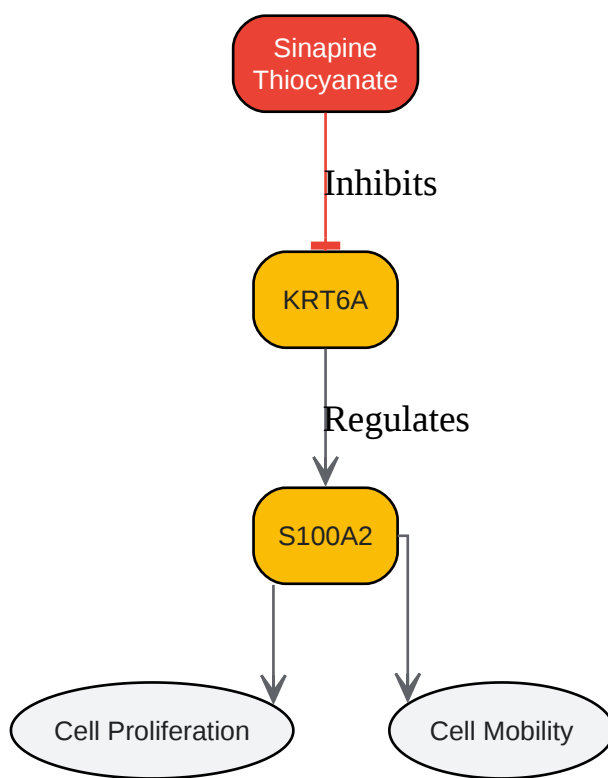 Sinapine
Thiocyanate
Inhibits
KRT6A
Regulates
S100A2
Cell Proliferation
Cell Mobility